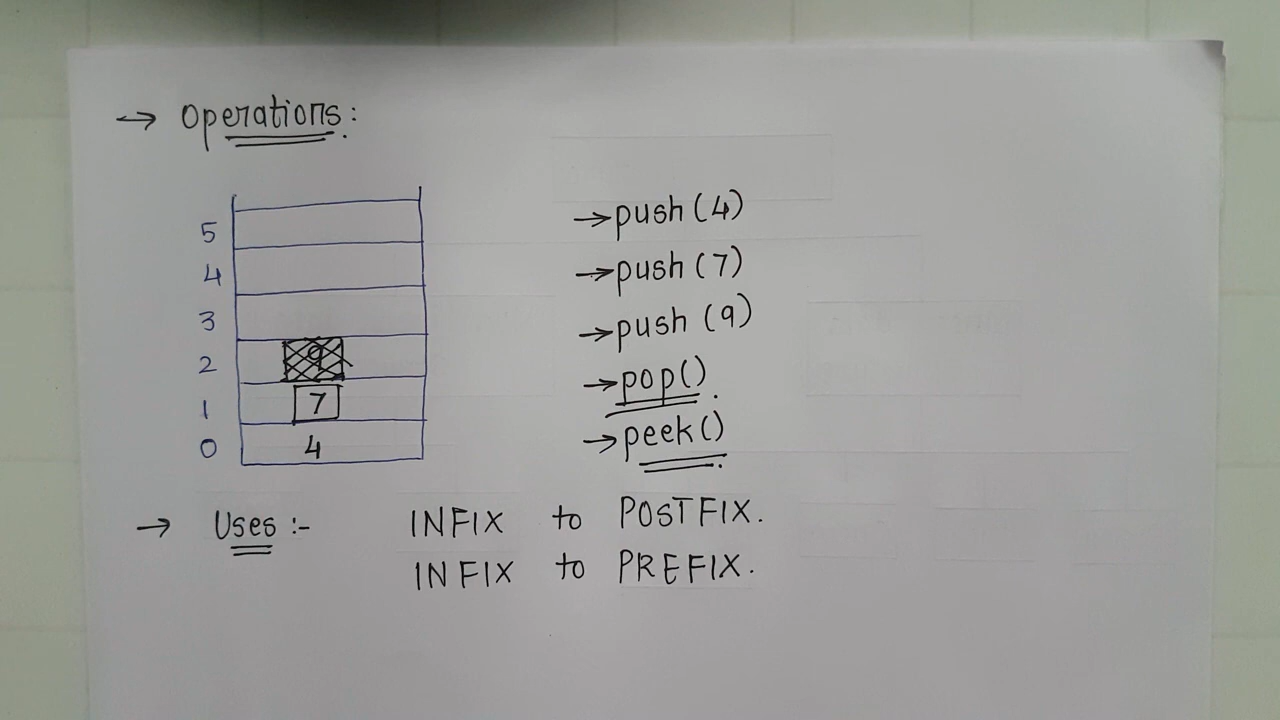 → Operations:
5
4
3
2 9
1 7
0 4
→ push (4)
→ push (7)
→ push (9)
→ pop().
→ peek().
→ Uses :- INFIX to POSTFIX.
INFIX to PREFIX.